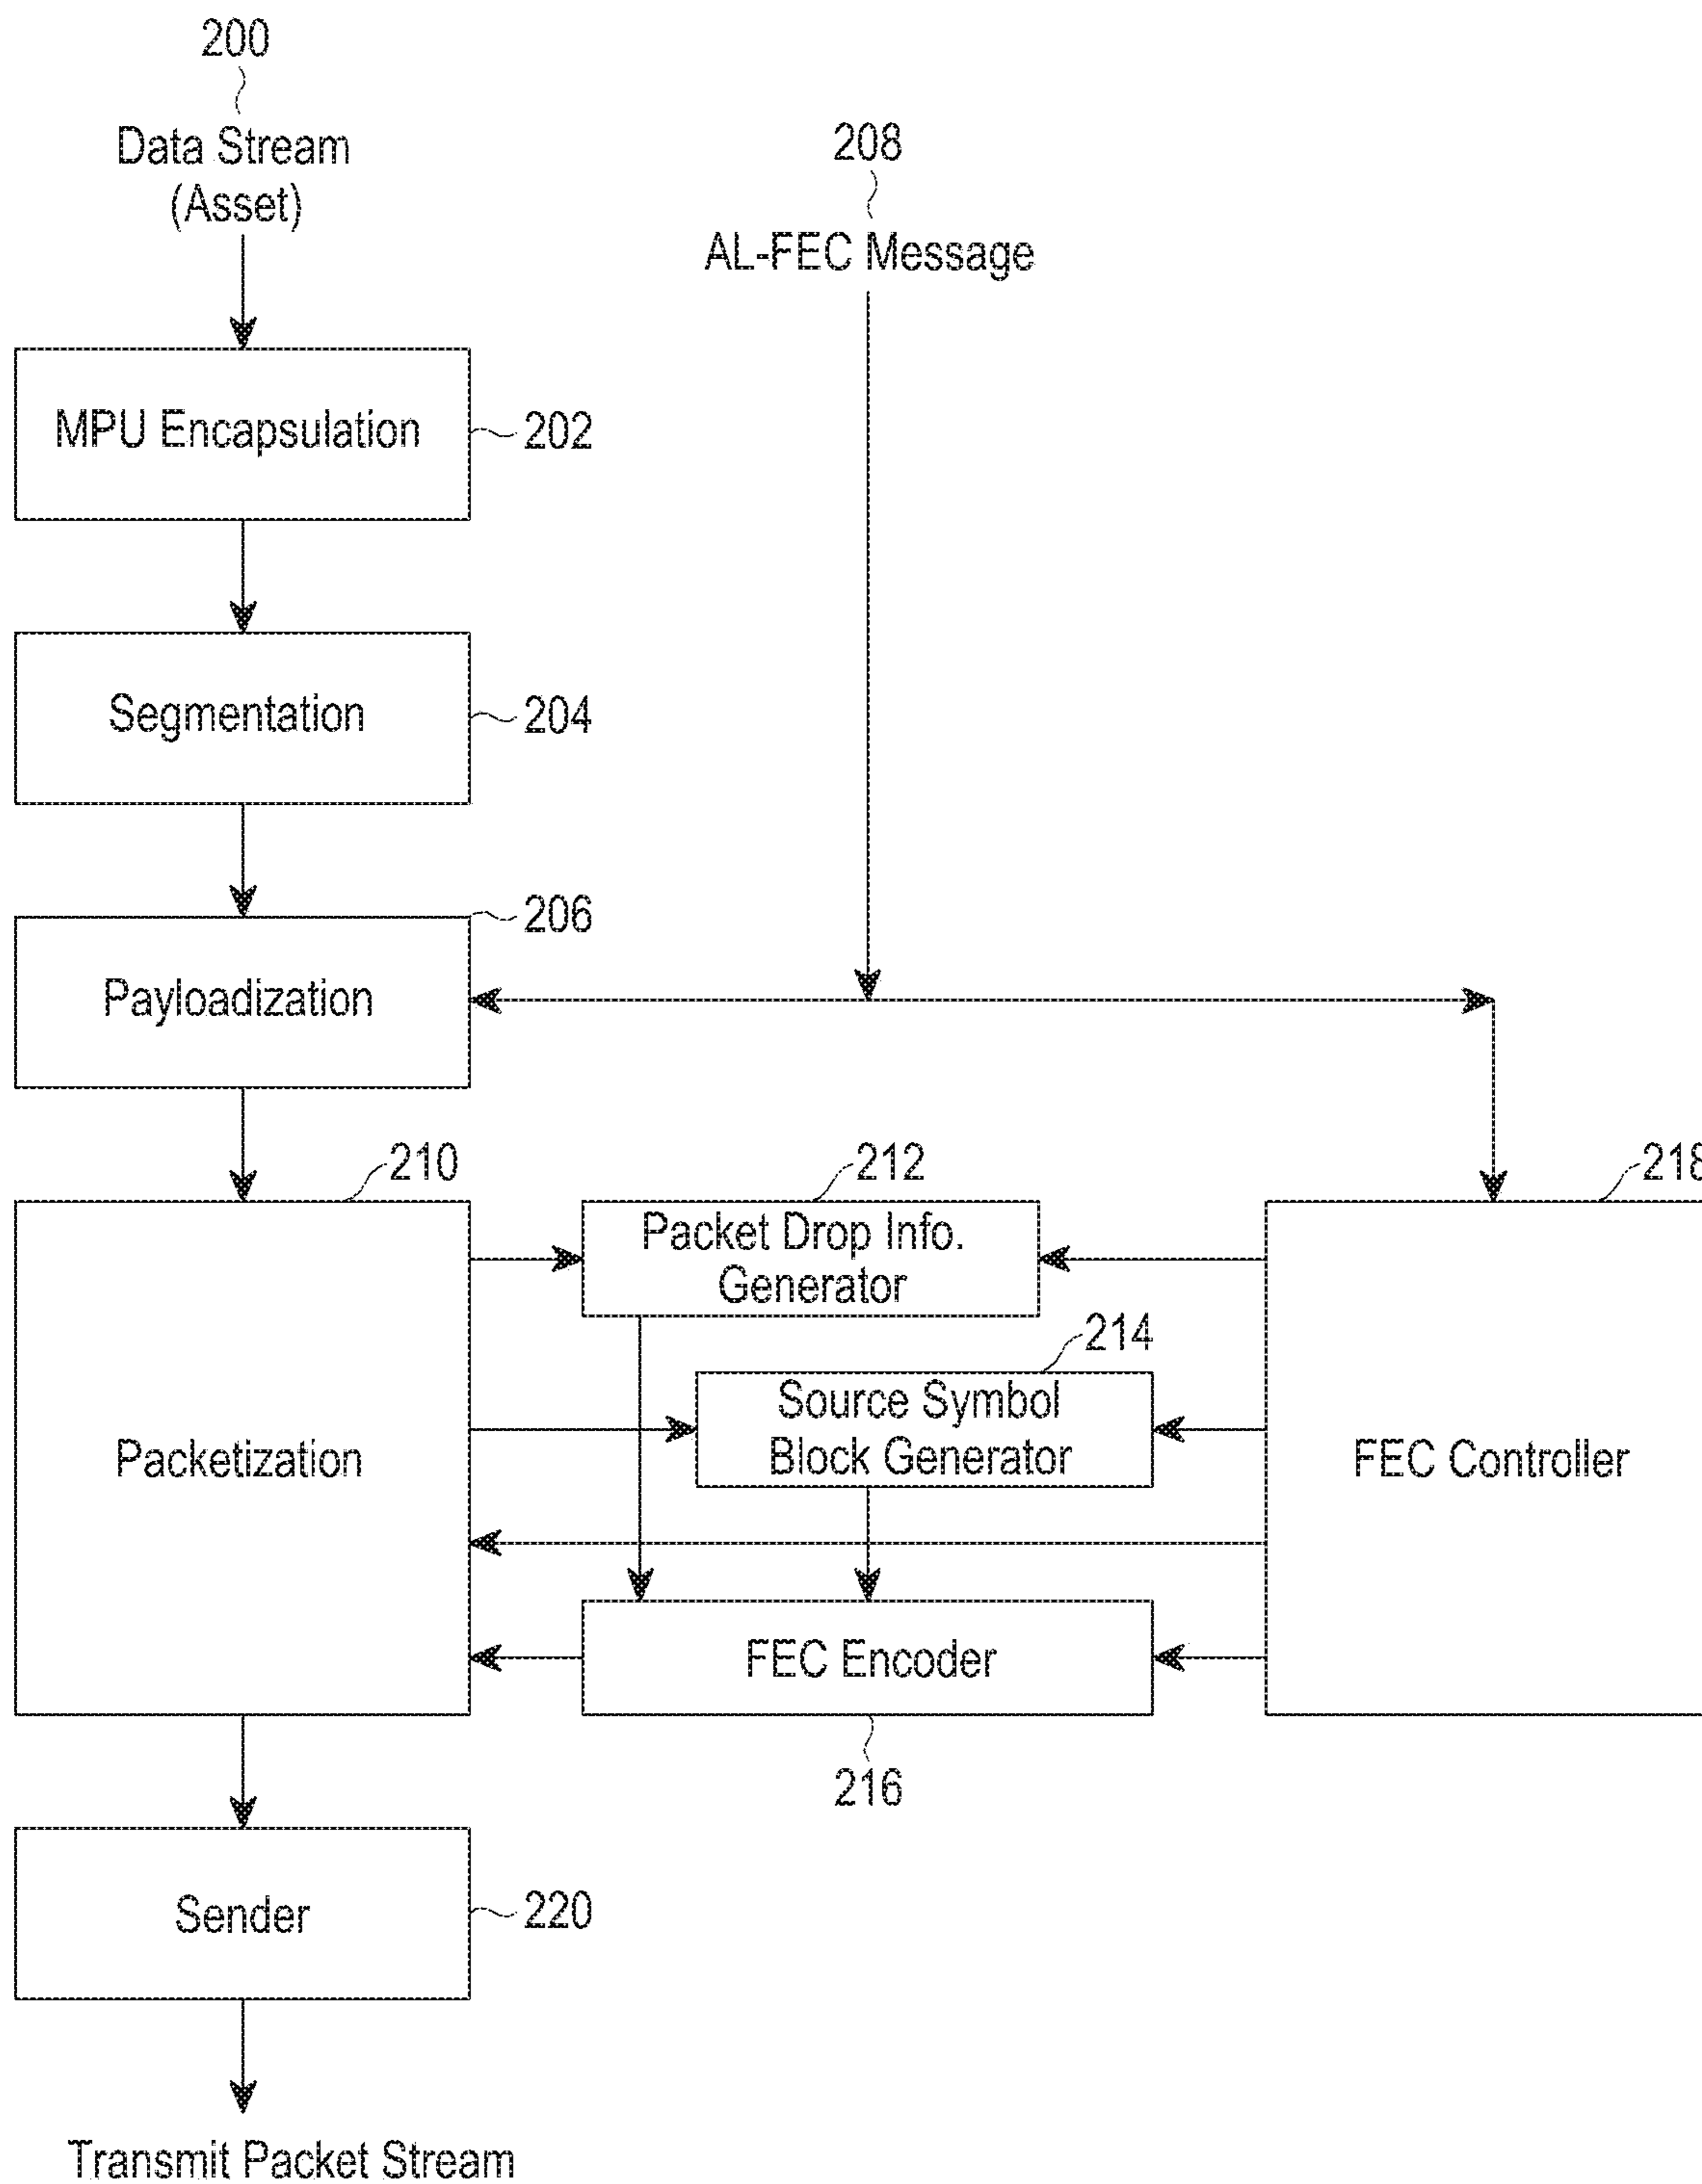 200
Data Stream
(Asset)
208
AL-FEC Message
MPU Encapsulation
202
Segmentation
204
206
Payloadization
210
212
218
Packet Drop Info.
Generator
214
Source Symbol
Block Generator
Packetization
FEC Controller
FEC Encoder
216
Sender
220
Transmit Packet Stream